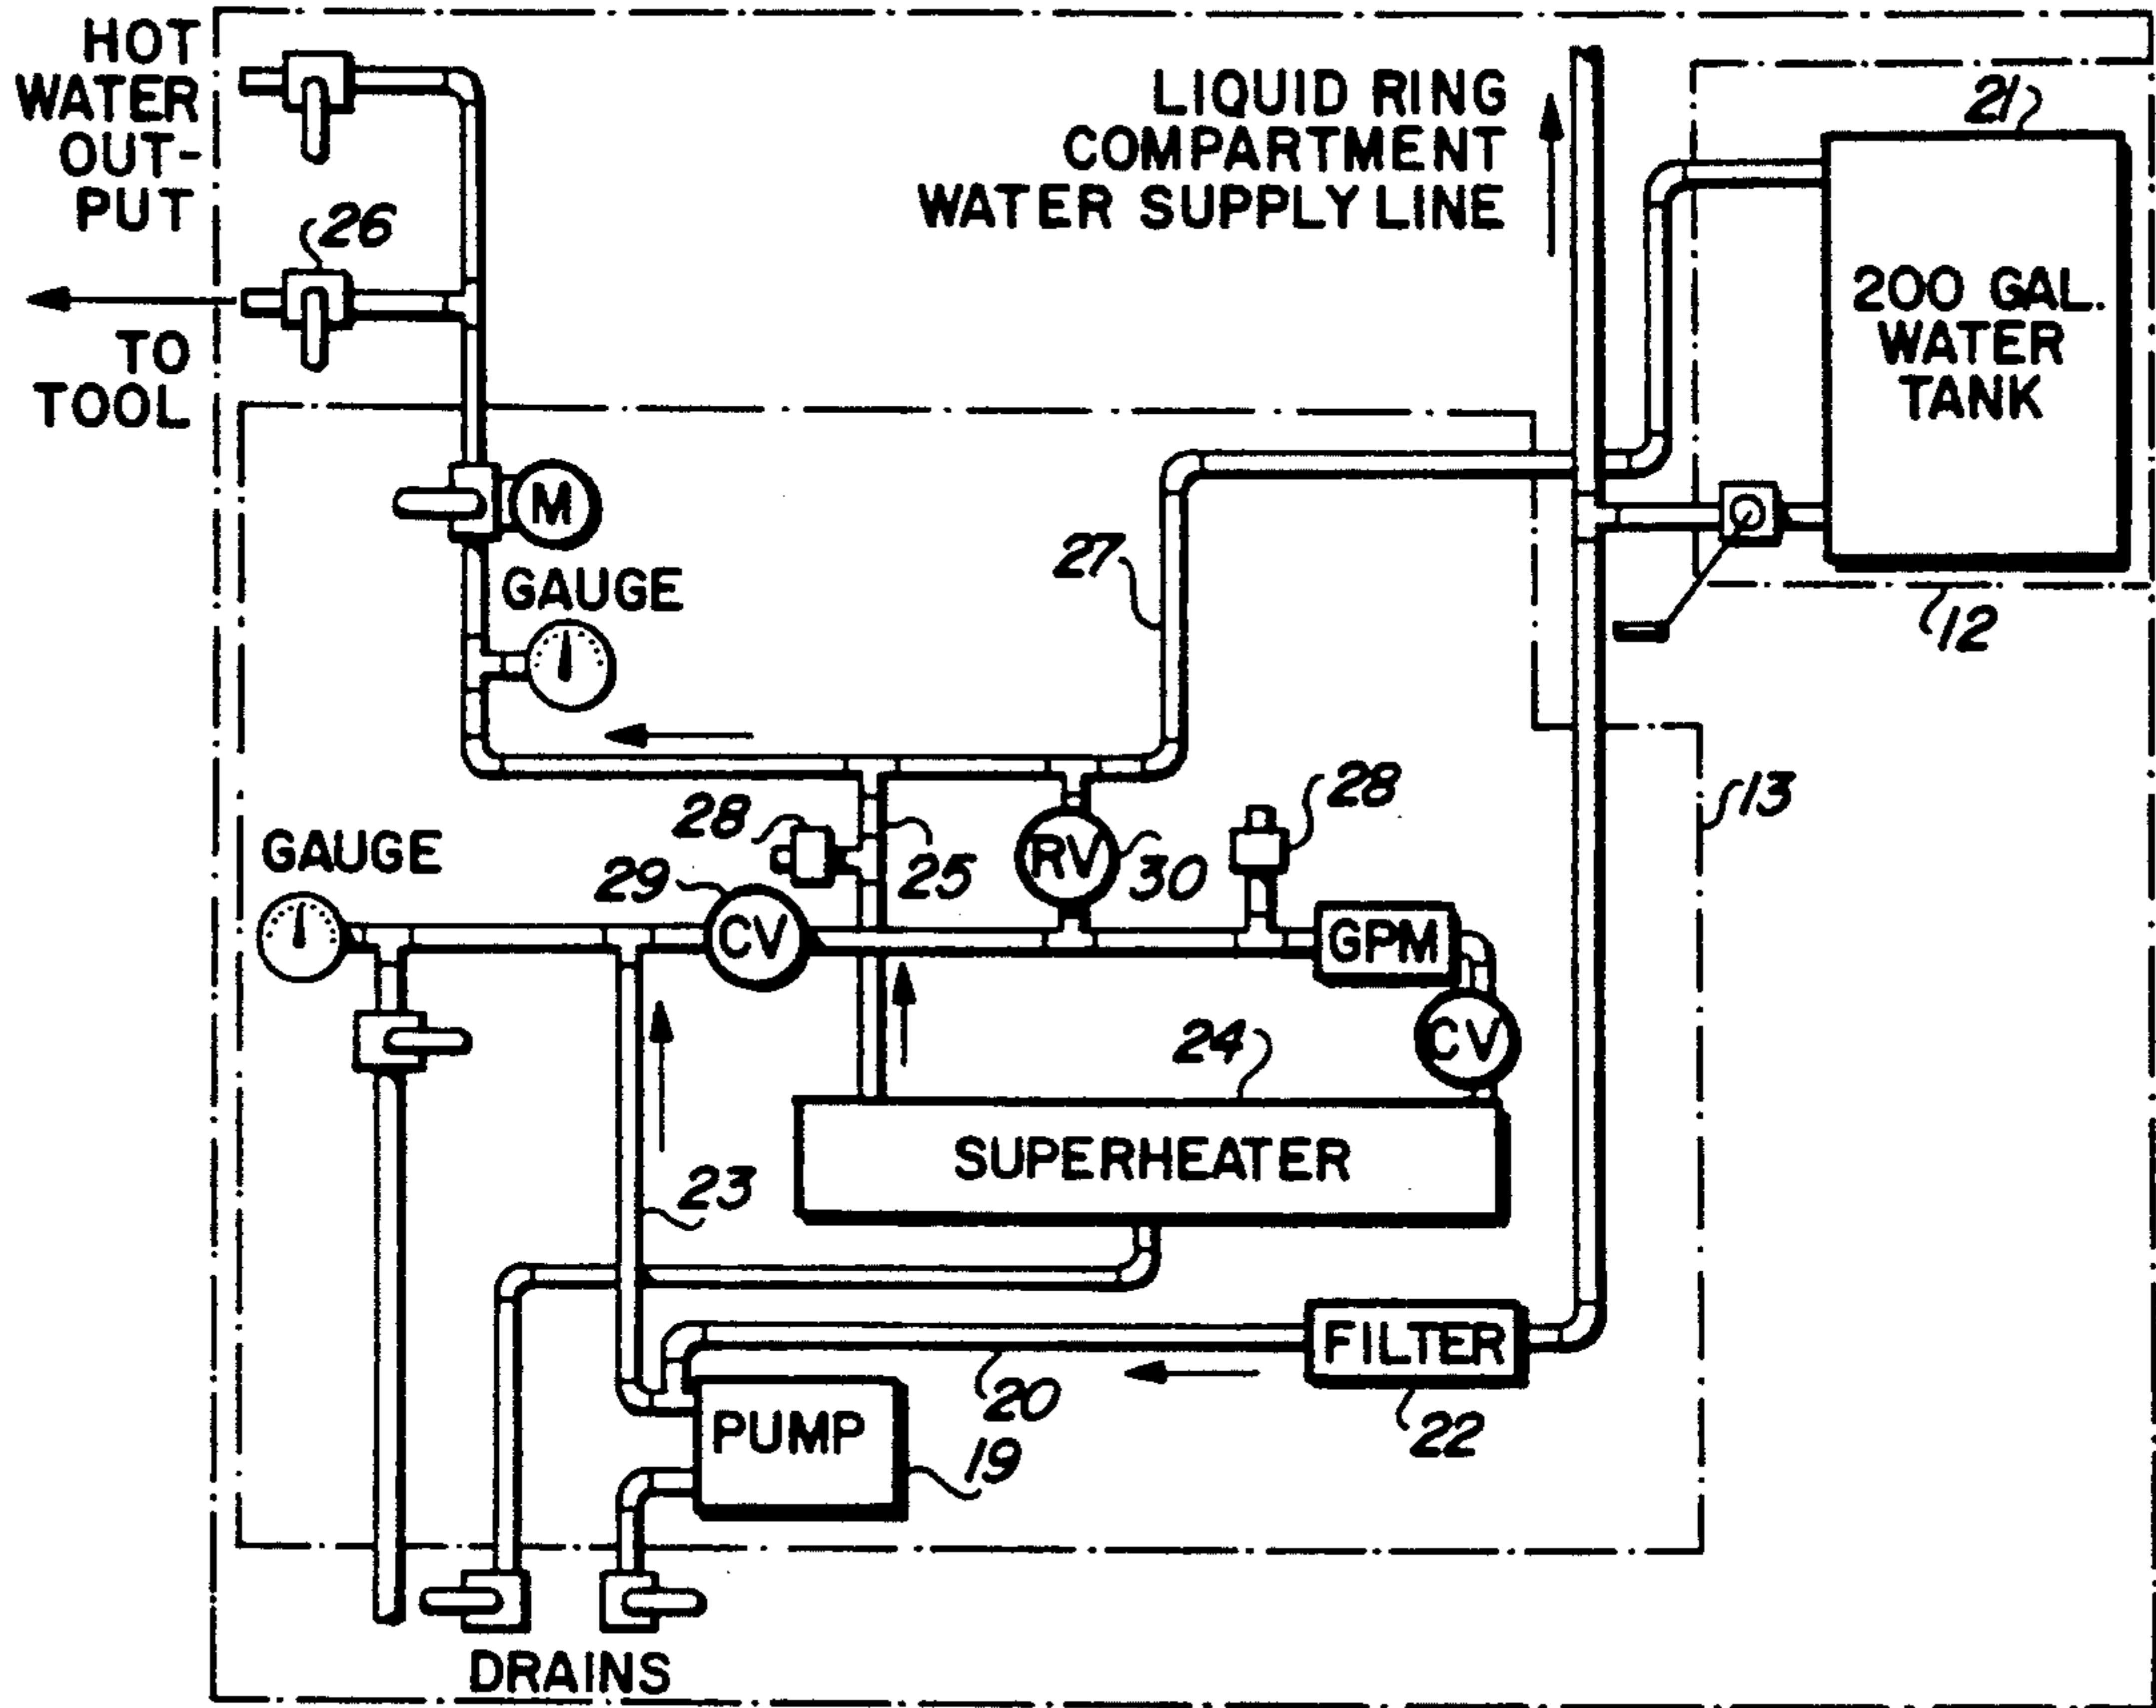 HOT
WATER
OUT-
PUT
26
TO
TOOL
LIQUID RING
COMPARTMENT
WATER SUPPLY LINE
21
200 GAL.
WATER
TANK
12
M
GAUGE
27
13
28
25
RV
30
28
GAUGE
29
CV
GPM
CV
24
SUPERHEATER
23
FILTER
22
20
PUMP
19
DRAINS